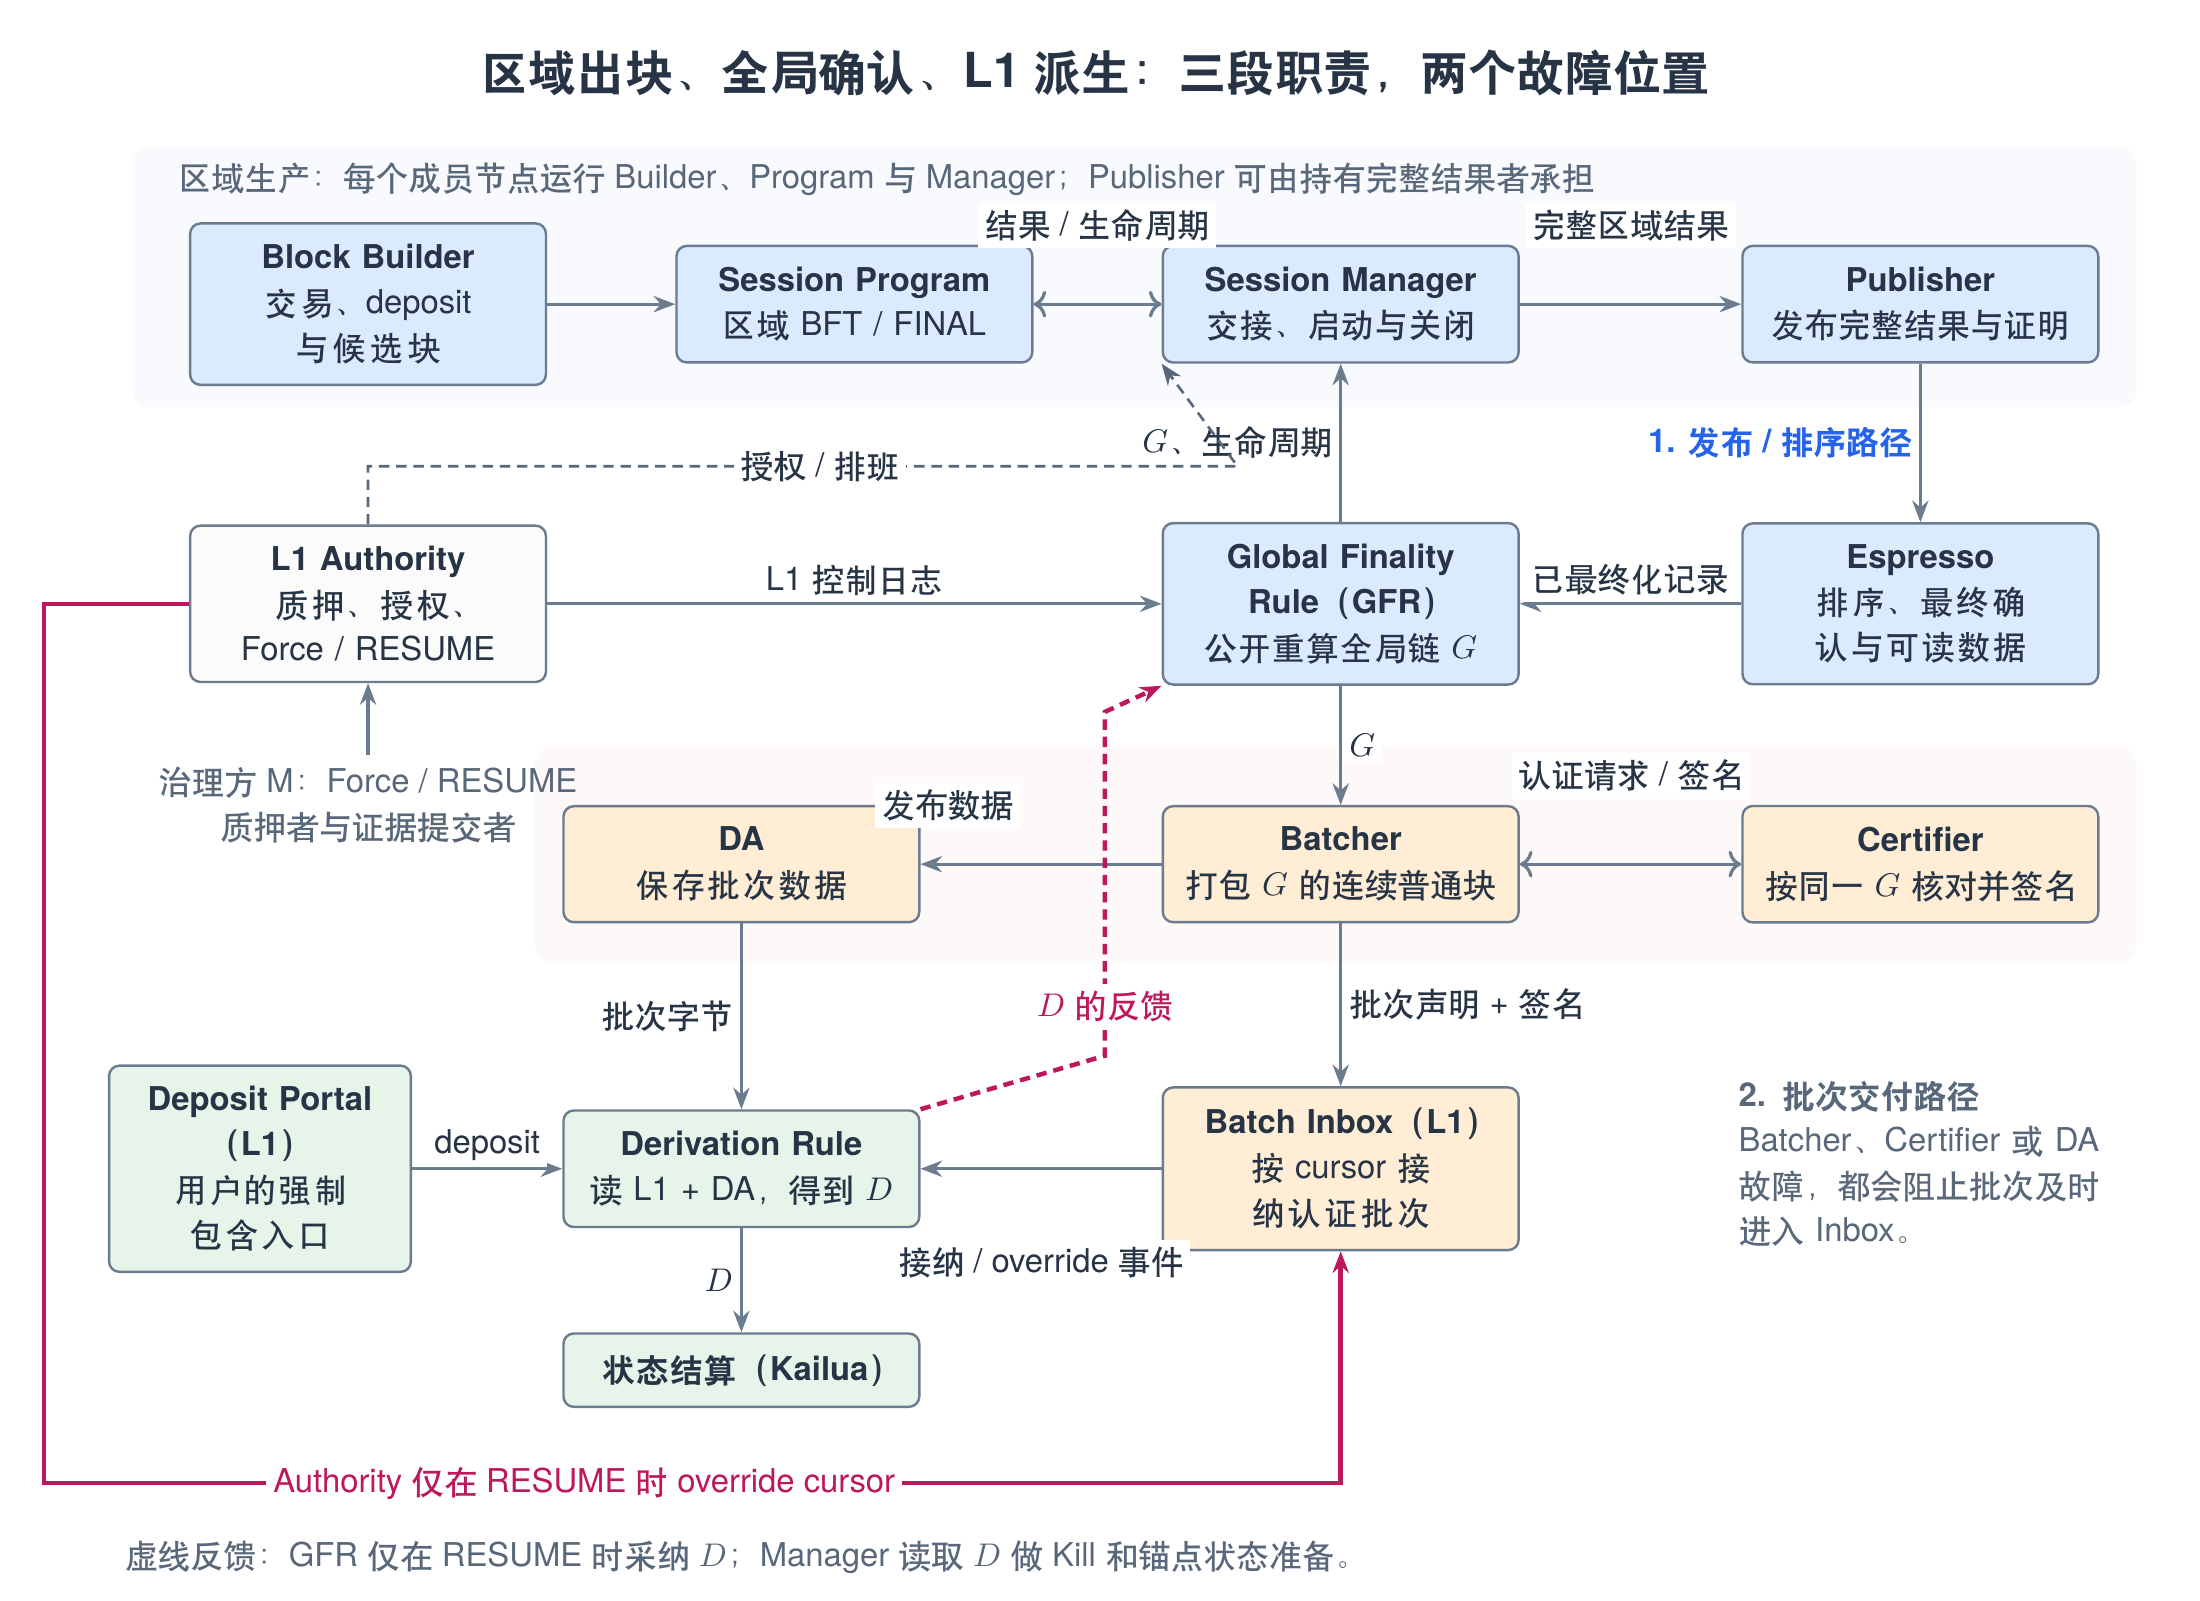 区域出块、全局确认、L1 派生：三段职责，两个故障位置
区域生产：每个成员节点运行 Builder、Program 与 Manager；Publisher 可由持有完整结果者承担
结果 / 生命周期
完整区域结果
Block Builder
交易、deposit
与候选块
Session Program
区域 BFT / FINAL
Session Manager
交接、启动与关闭
Publisher
发布完整结果与证明
G、生命周期
1. 发布 / 排序路径
授权 / 排班
L1 Authority
质押、授权、
Force / RESUME
L1 控制日志
Global Finality
Rule（GFR）
公开重算全局链 G
已最终化记录
Espresso
排序、最终确
认与可读数据
G
治理方 M：Force / RESUME
质押者与证据提交者
发布数据
认证请求 / 签名
DA
保存批次数据
Batcher
打包 G 的连续普通块
Certifier
按同一 G 核对并签名
批次字节
D 的反馈
批次声明 + 签名
Deposit Portal
（L1）
用户的强制
包含入口
deposit
Derivation Rule
读 L1 + DA，得到 D
Batch Inbox（L1）
按 cursor 接
纳认证批次
2. 批次交付路径
Batcher、Certifier 或 DA
故障，都会阻止批次及时
进入 Inbox。
接纳 / override 事件
D
状态结算（Kailua）
Authority 仅在 RESUME 时 override cursor
虚线反馈：GFR 仅在 RESUME 时采纳 D；Manager 读取 D 做 Kill 和锚点状态准备。